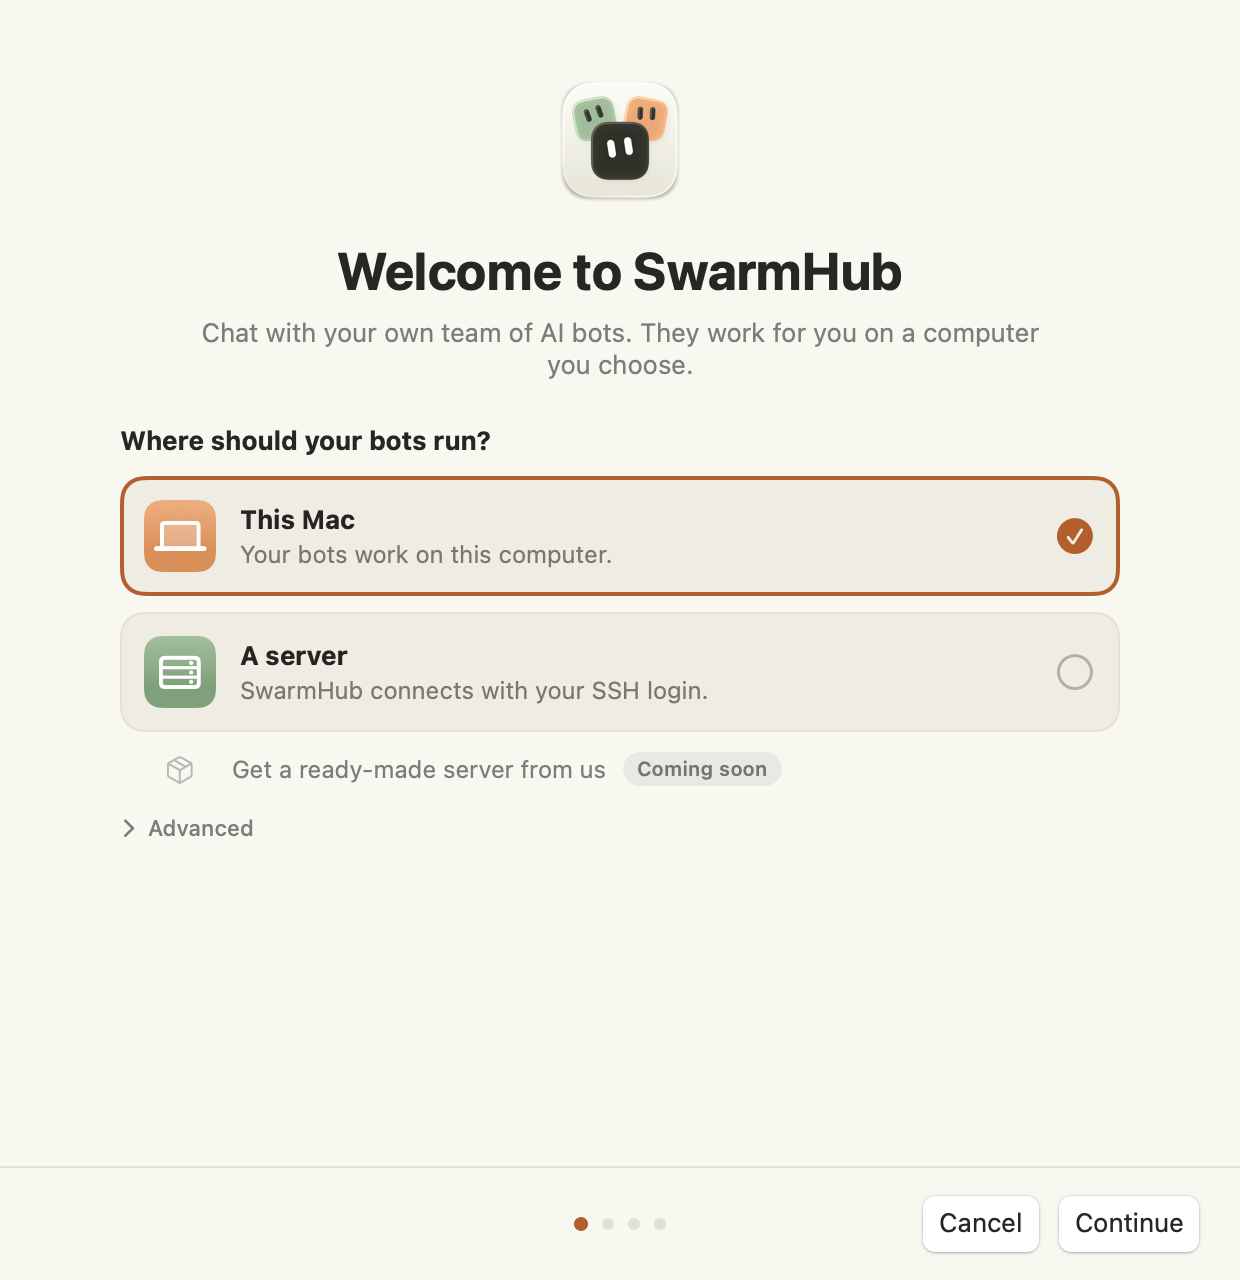 Welcome to SwarmHub
Chat with your own team of AI bots. They work for you on a computer
you choose.
Where should your bots run?
This Mac
Your bots work on this computer.
A server
SwarmHub connects with your SSH login.
Get a ready-made server from us Coming soon
Advanced
Cancel Continue